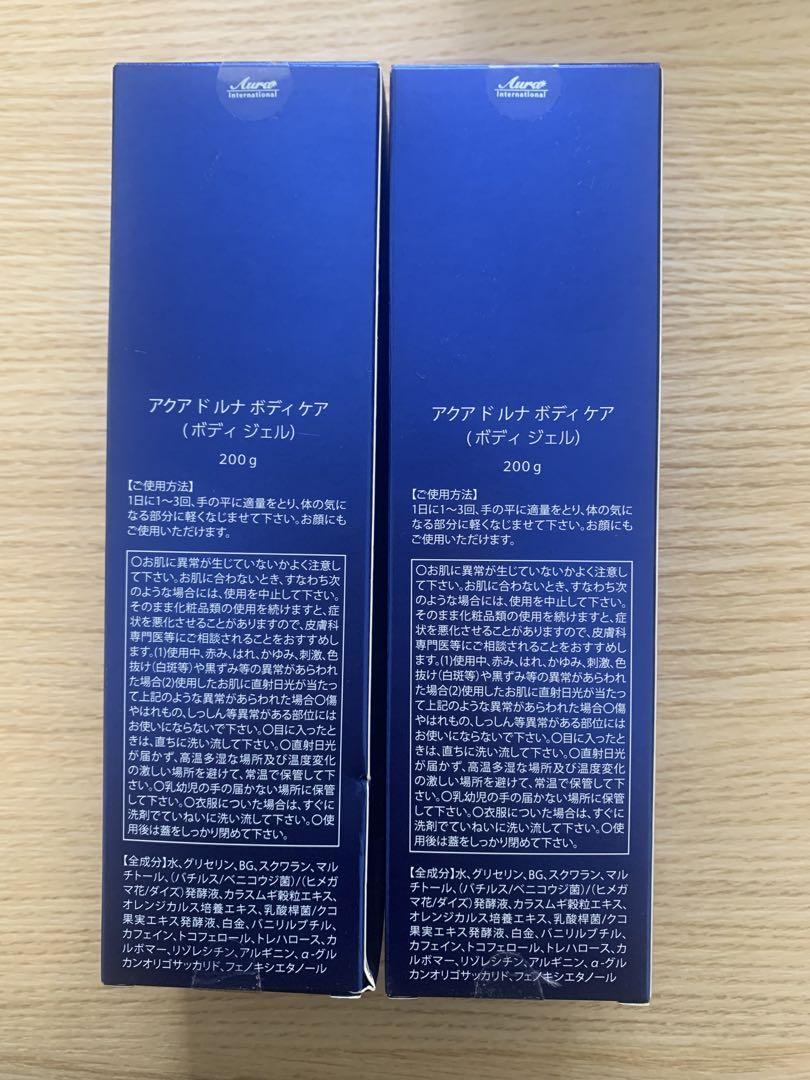 Aura
International
アクア ド ルナ ボディ ケア
(ボディ ジェル)
200g
【ご使用方法】
1日に1〜3回、手の平に適量をとり、体の気に
なる部分に軽くなじませて下さい。お顔にも
ご使用いただけます。
〇お肌に異常が生じていないかよく注意し
て下さい。お肌に合わないとき、すなわち次
のような場合には、使用を中止して下さい。
そのまま化粧品類の使用を続けますと、症
状を悪化させることがありますので、皮膚科
専門医等にご相談されることをおすすめし
ます。(1)使用中、赤み、はれ、かゆみ、刺激、色
抜け(白斑等)や黒ずみ等の異常があらわれ
た場合(2)使用したお肌に直射日光が当たっ
て上記のような異常があらわれた場合〇傷
やはれもの、しっしん等異常がある部位には
お使いにならないで下さい。〇目に入ったと
きは、直ちに洗い流して下さい。〇直射日光
が届かず、高温多湿な場所及び温度変化
の激しい場所を避けて、常温で保管して下
さい。〇乳幼児の手の届かない場所に保管
して下さい。〇衣服についた場合は、すぐに
洗剤でていねいに洗い流して下さい。〇使
用後は蓋をしっかり閉めて下さい。
【全成分】水、グリセリン、BG、スクワラン、マル
チトール、(バチルス/ベニコウジ菌)/(ヒメガ
マ花/ダイズ)発酵液、カラスムギ穀粒エキス、
オレンジカルス培養エキス、乳酸桿菌/クコ
果実エキス発酵液、白金、バニリルブチル、
カフェイン、トコフェロール、トレハロース、カ
ルボマー、リゾレシチン、アルギニン、α-グル
カンオリゴサッカリド、フェノキシエタノール
Aura
International
アクア ド ルナ ボディ ケア
(ボディ ジェル)
200g
【ご使用方法】
1日に1〜3回、手の平に適量をとり、体の気に
なる部分に軽くなじませて下さい。お顔にも
ご使用いただけます。
〇お肌に異常が生じていないかよく注意し
て下さい。お肌に合わないとき、すなわち次
のような場合には、使用を中止して下さい。
そのまま化粧品類の使用を続けますと、症
状を悪化させることがありますので、皮膚科
専門医等にご相談されることをおすすめし
ます。(1)使用中、赤み、はれ、かゆみ、刺激、色
抜け(白斑等)や黒ずみ等の異常があらわれ
た場合(2)使用したお肌に直射日光が当たっ
て上記のような異常があらわれた場合〇傷
やはれもの、しっしん等異常がある部位には
お使いにならないで下さい。〇目に入ったと
きは、直ちに洗い流して下さい。〇直射日光
が届かず、高温多湿な場所及び温度変化
の激しい場所を避けて、常温で保管して下
さい。〇乳幼児の手の届かない場所に保管
して下さい。〇衣服についた場合は、すぐに
洗剤でていねいに洗い流して下さい。〇使
用後は蓋をしっかり閉めて下さい。
【全成分】水、グリセリン、BG、スクワラン、マル
チトール、(バチルス/ベニコウジ菌)/(ヒメガ
マ花/ダイズ)発酵液、カラスムギ穀粒エキス、
オレンジカルス培養エキス、乳酸桿菌/クコ
果実エキス発酵液、白金、バニリルブチル、
カフェイン、トコフェロール、トレハロース、カ
ルボマー、リゾレシチン、アルギニン、α-グル
カンオリゴサッカリド、フェノキシエタノール